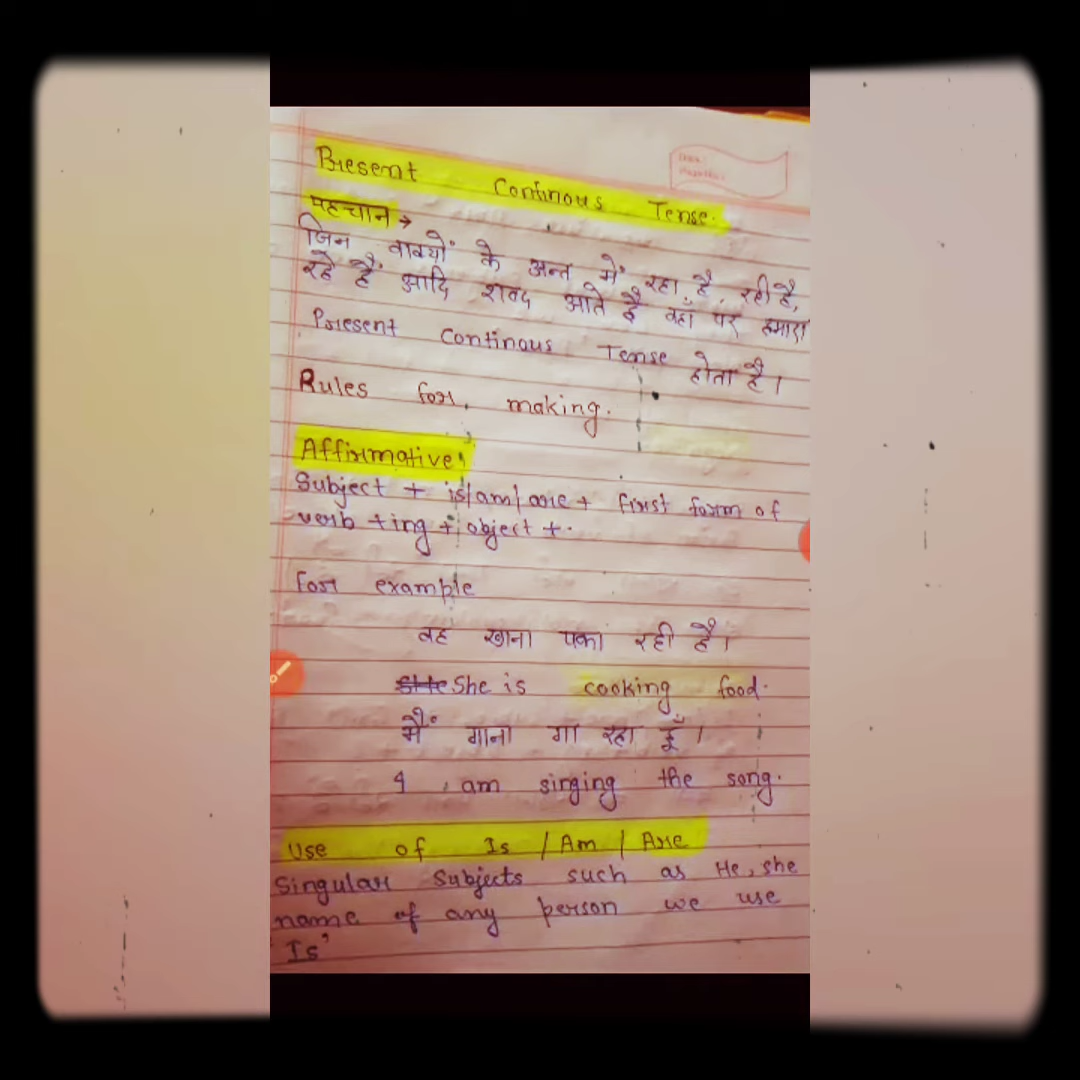 Present Continous Tense.
पहचान →
जिन वाक्यों के अन्त में रहा है, रही है,
रहे हैं आदि शब्द आते हैं वहाँ पर हमारा
Present Continous Tense होता है।
Rules for making.
Affirmative:
Subject + is/am/are + first form of
verb + ing + object + .
For example
वह खाना पका रही है।
She is cooking food.
मैं गाना गा रहा हूँ।
I am singing the song.
Use of Is / Am / Are
Singular Subjects such as He, she
name of any person we use
'Is'